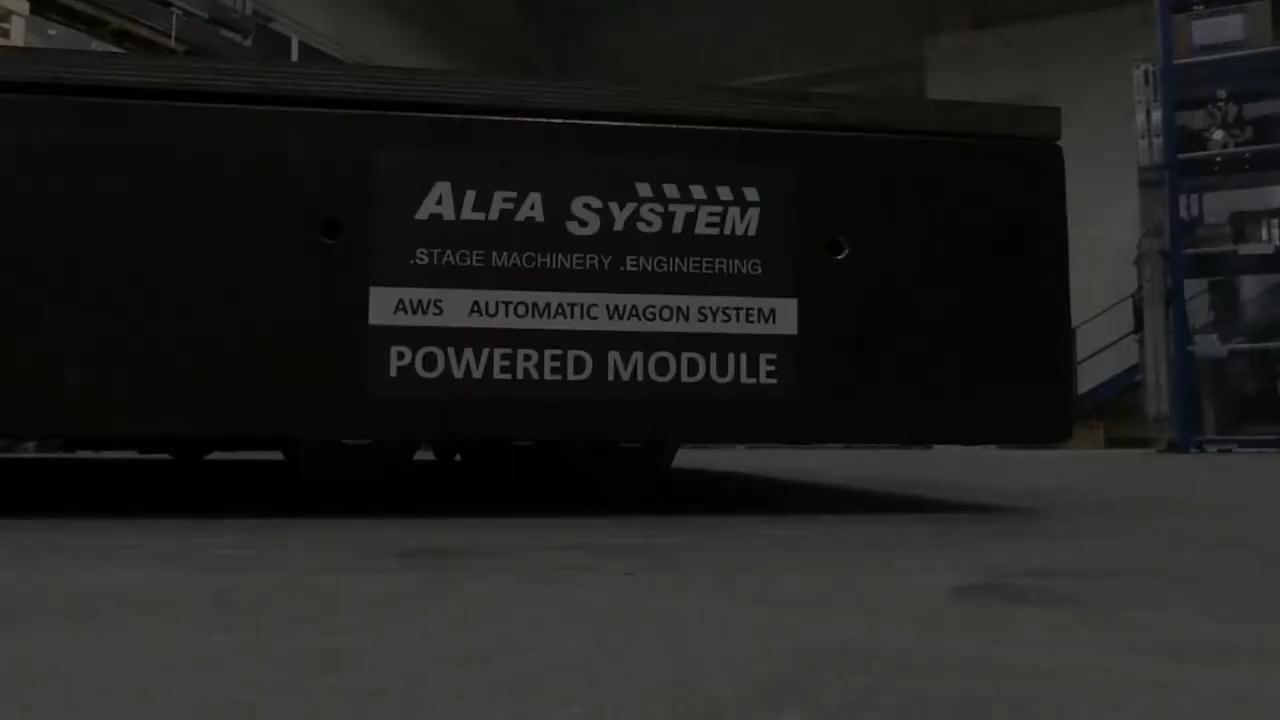 ALFA SYSTEM
.STAGE MACHINERY .ENGINEERING
AWS AUTOMATIC WAGON SYSTEM
POWERED MODULE